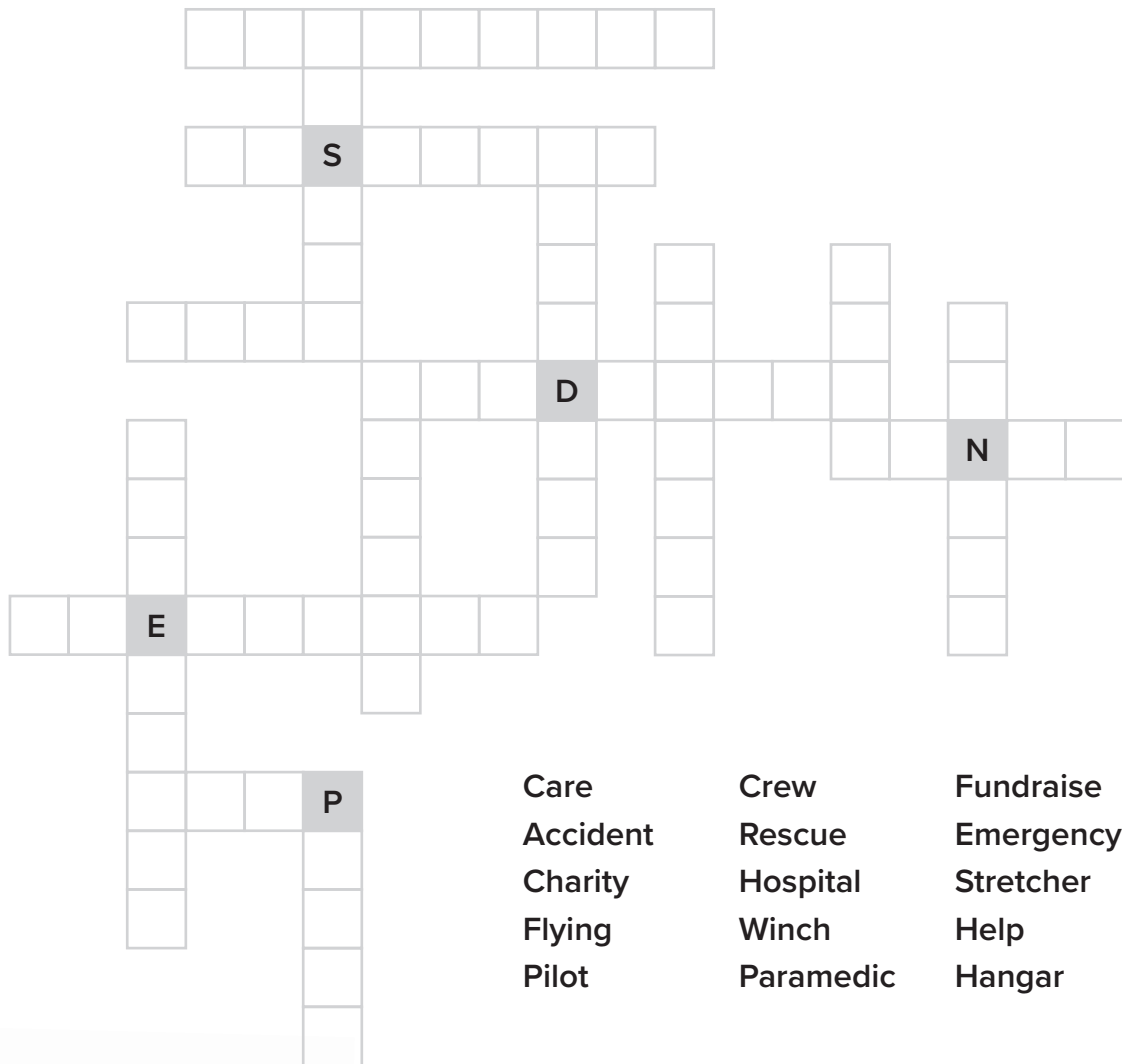 S
D
N
E
P
Care Crew Fundraise
Accident Rescue Emergency
Charity Hospital Stretcher
Flying Winch Help
Pilot Paramedic Hangar